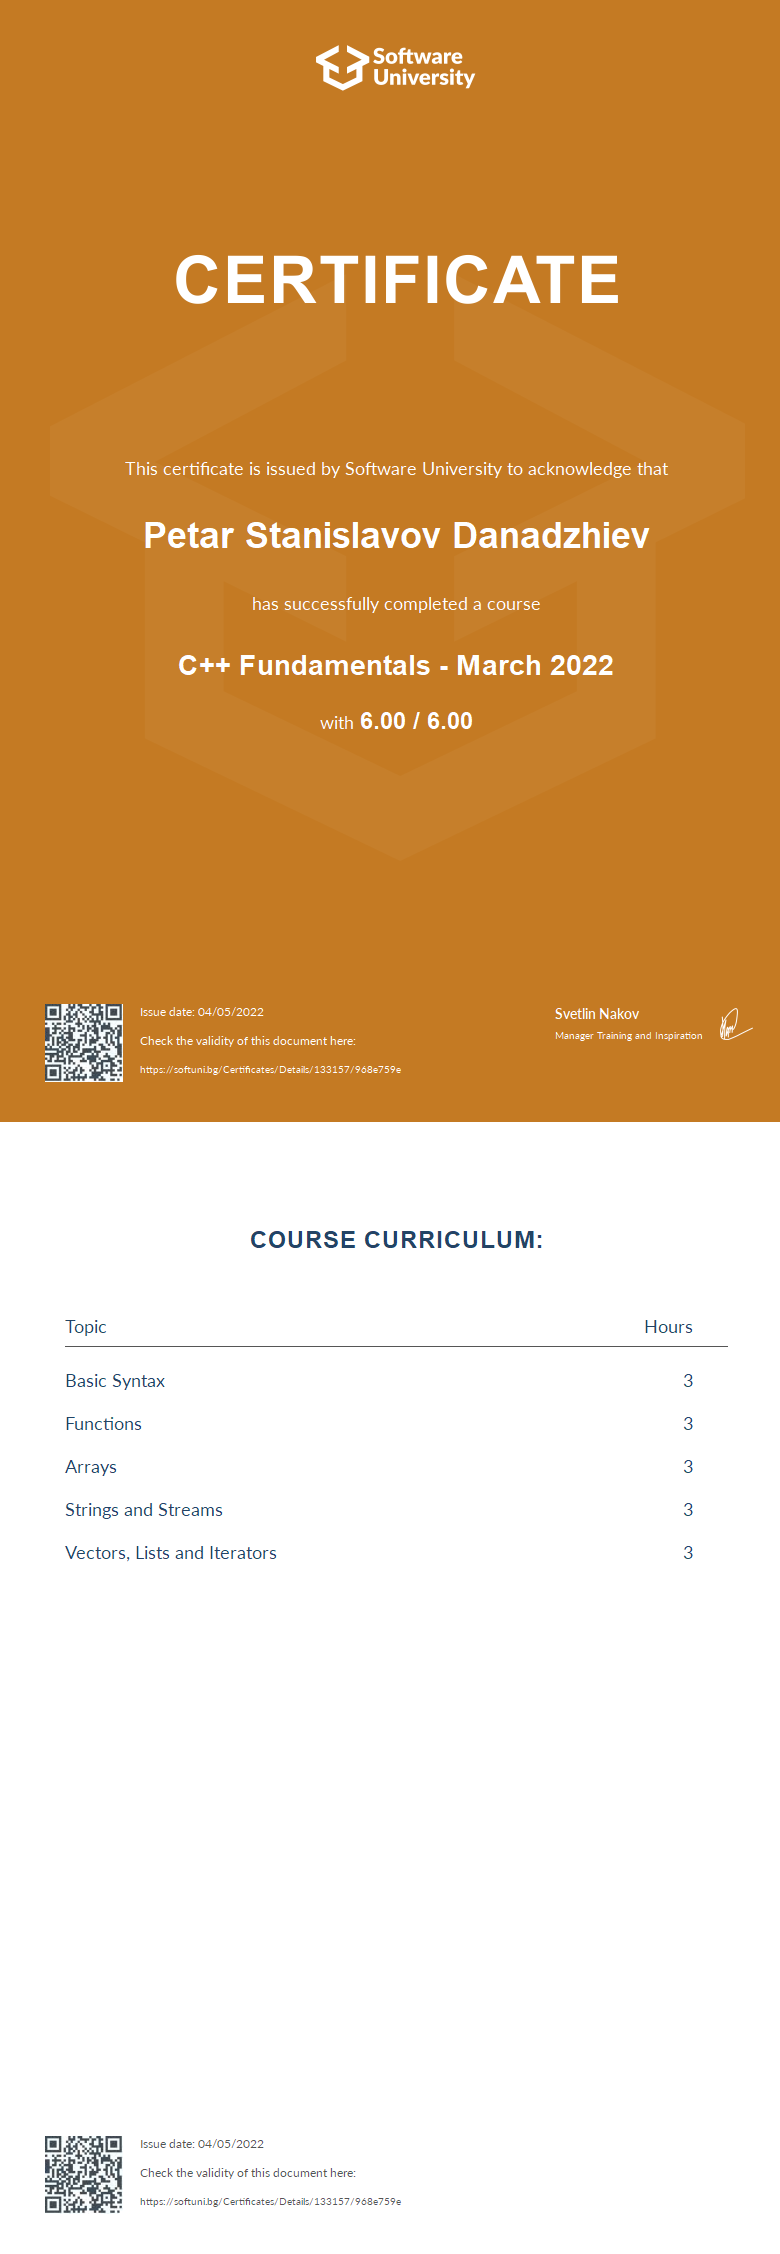 Software
University
CERTIFICATE
This certificate is issued by Software University to acknowledge that
Petar Stanislavov Danadzhiev
has successfully completed a course
C++ Fundamentals - March 2022
with 6.00 / 6.00
Issue date: 04/05/2022
Check the validity of this document here:
https://softuni.bg/Certificates/Details/133157/968e759e
Svetlin Nakov
Manager Training and Inspiration
COURSE CURRICULUM:
Topic Hours
Basic Syntax 3
Functions 3
Arrays 3
Strings and Streams 3
Vectors, Lists and Iterators 3
Issue date: 04/05/2022
Check the validity of this document here:
https://softuni.bg/Certificates/Details/133157/968e759e